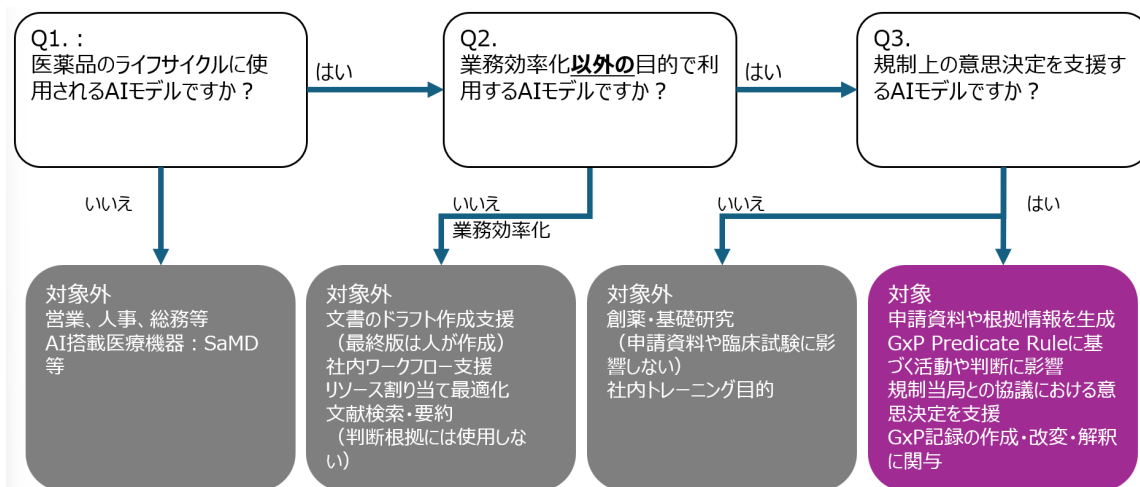 Q1. :
医薬品のライフサイクルに使
用されるAIモデルですか？
はい
Q2.
業務効率化以外の目的で利
用するAIモデルですか？
はい
Q3.
規制上の意思決定を支援す
るAIモデルですか？
いいえ
いいえ
業務効率化
いいえ
はい
対象外
営業、人事、総務等
AI搭載医療機器：SaMD
等
対象外
文書のドラフト作成支援
（最終版は人が作成）
社内ワークフロー支援
リソース割り当て最適化
文献検索・要約
（判断根拠には使用しな
い）
対象外
創薬・基礎研究
（申請資料や臨床試験に影
響しない）
社内トレーニング目的
対象
申請資料や根拠情報を生成
GxP Predicate Ruleに基
づく活動や判断に影響
規制当局との協議における意
思決定を支援
GxP記録の作成・改変・解釈
に関与